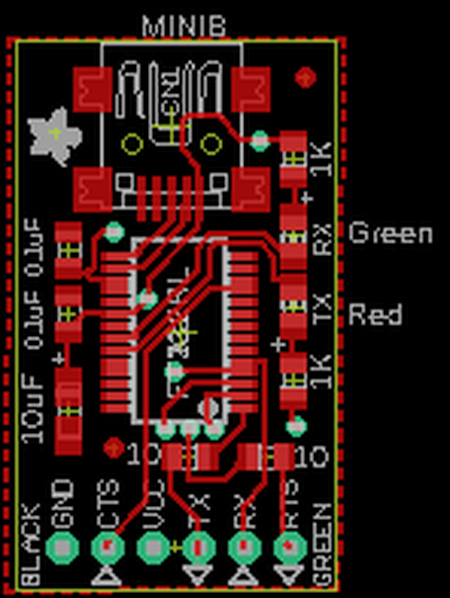 MINIB
CN1
1K
0.1uF
RX
Green
0.1uF
TX
Red
1K
10uF
10
10
BLACK
GND
CTS
VCC
TX
RX
RTS
GREEN